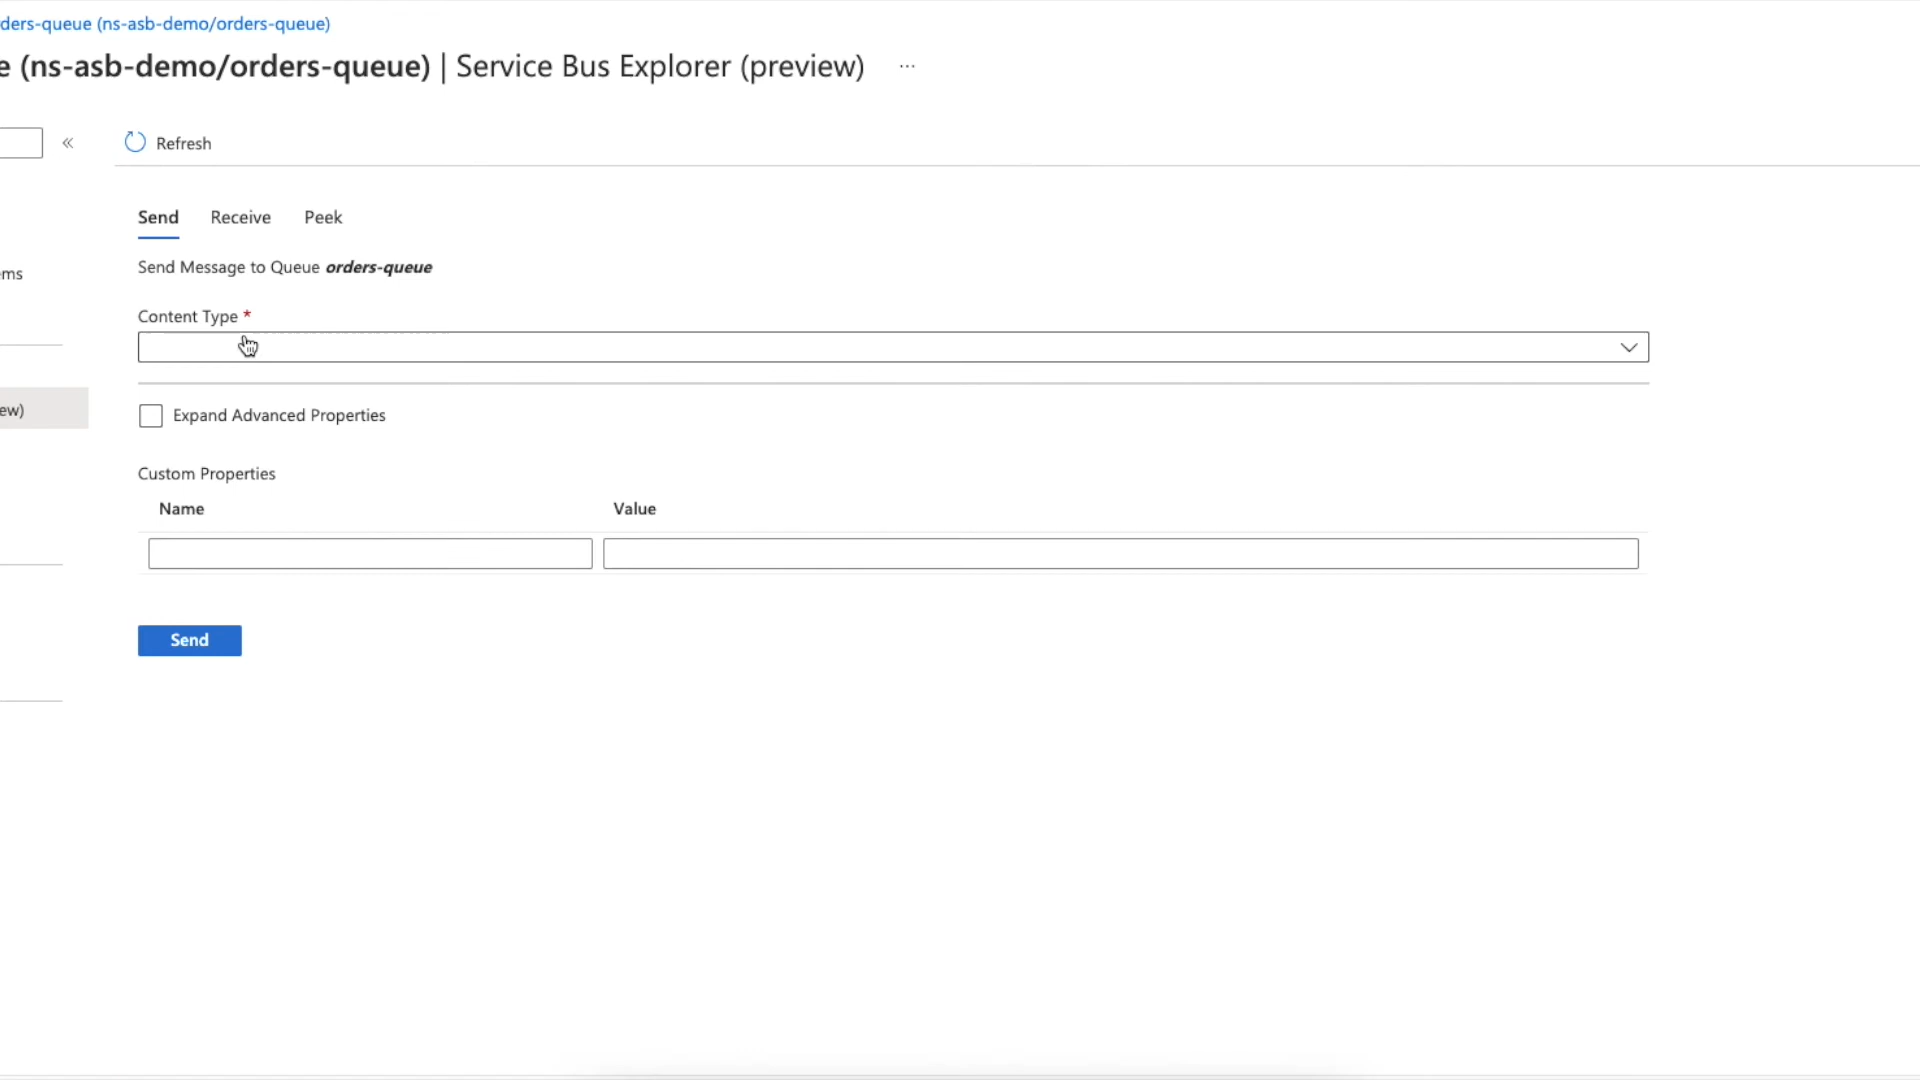 ders-queue (ns-asb-demo/orders-queue)
e (ns-asb-demo/orders-queue) | Service Bus Explorer (preview) ...
«
Refresh
Send Receive Peek
Send Message to Queue orders-queue
ems
Content Type *
ew)
Expand Advanced Properties
Custom Properties
Name Value
Send